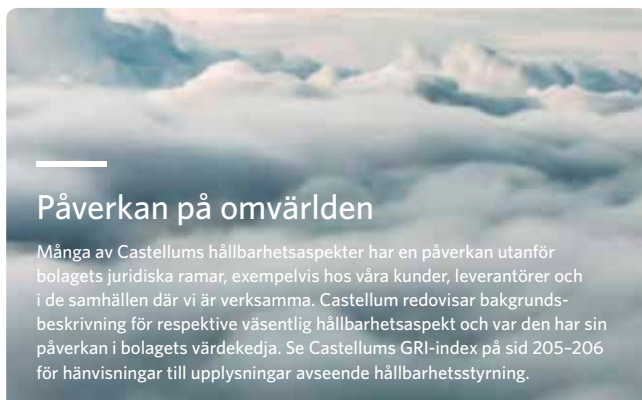 Påverkan på omvärlden
Många av Castellums hållbarhetsaspekter har en påverkan utanför
bolagets juridiska ramar, exempelvis hos våra kunder, leverantörer och
i de samhällen där vi är verksamma. Castellum redovisar bakgrunds-
beskrivning för respektive väsentlig hållbarhetsaspekt och var den har sin
påverkan i bolagets värdekedja. Se Castellums GRI-index på sid 205–206
för hänvisningar till upplysningar avseende hållbarhetsstyrning.